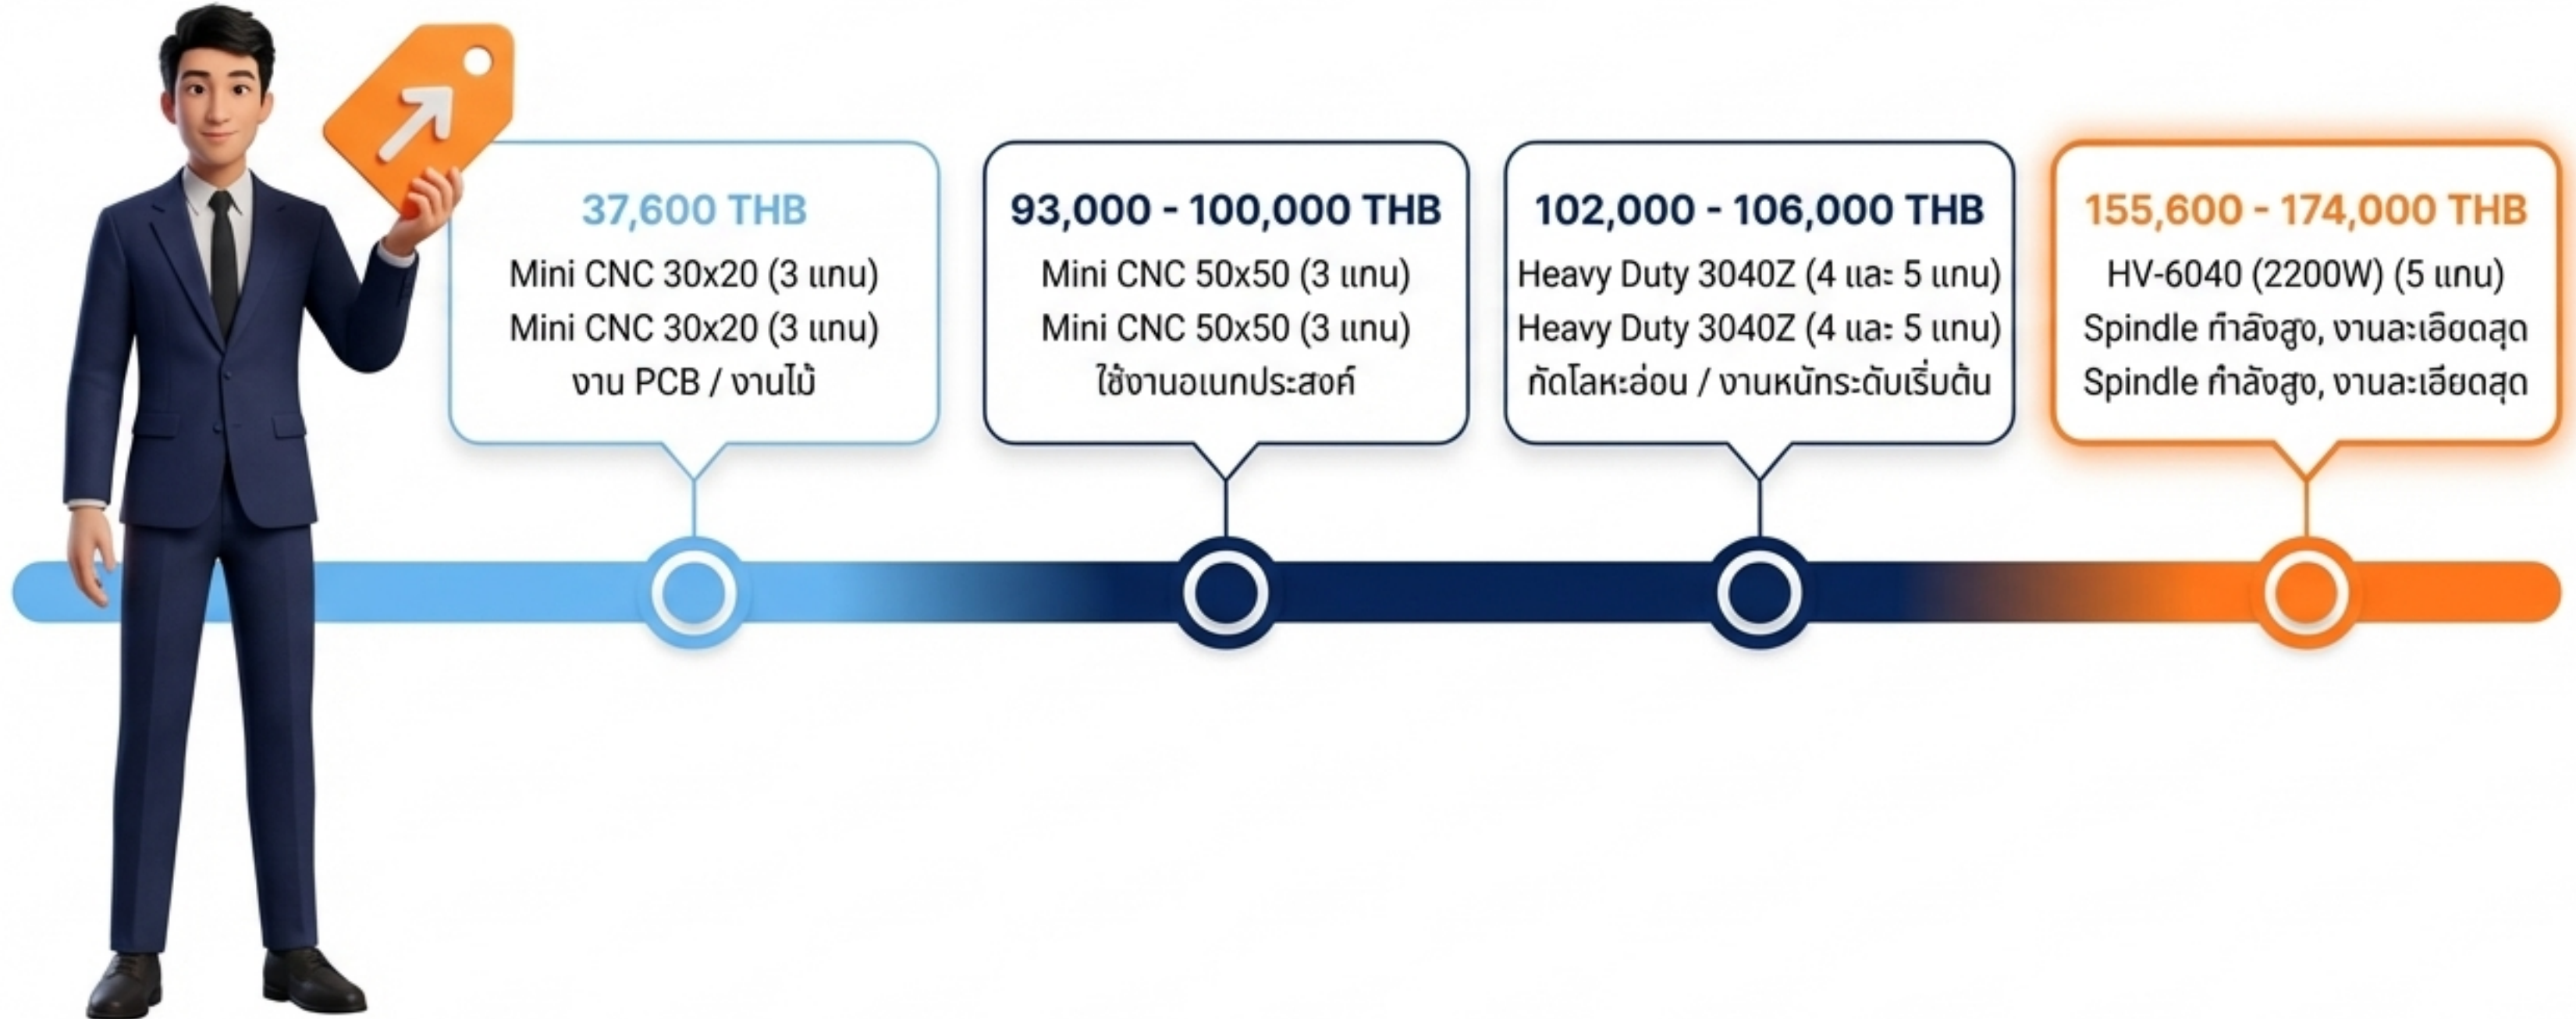 37,600 THB
Mini CNC 30x20 (3 แกน)
Mini CNC 30x20 (3 แกน)
งาน PCB / งานไม้
93,000 - 100,000 THB
Mini CNC 50x50 (3 แกน)
Mini CNC 50x50 (3 แกน)
ใช้งานอเนกประสงค์
102,000 - 106,000 THB
Heavy Duty 3040Z (4 และ 5 แกน)
Heavy Duty 3040Z (4 และ 5 แกน)
กัดโลหะอ่อน / งานหนักระดับเริ่มต้น
155,600 - 174,000 THB
HV-6040 (2200W) (5 แกน)
Spindle กำลังสูง, งานละเอียดสุด
Spindle กำลังสูง, งานละเอียดสุด